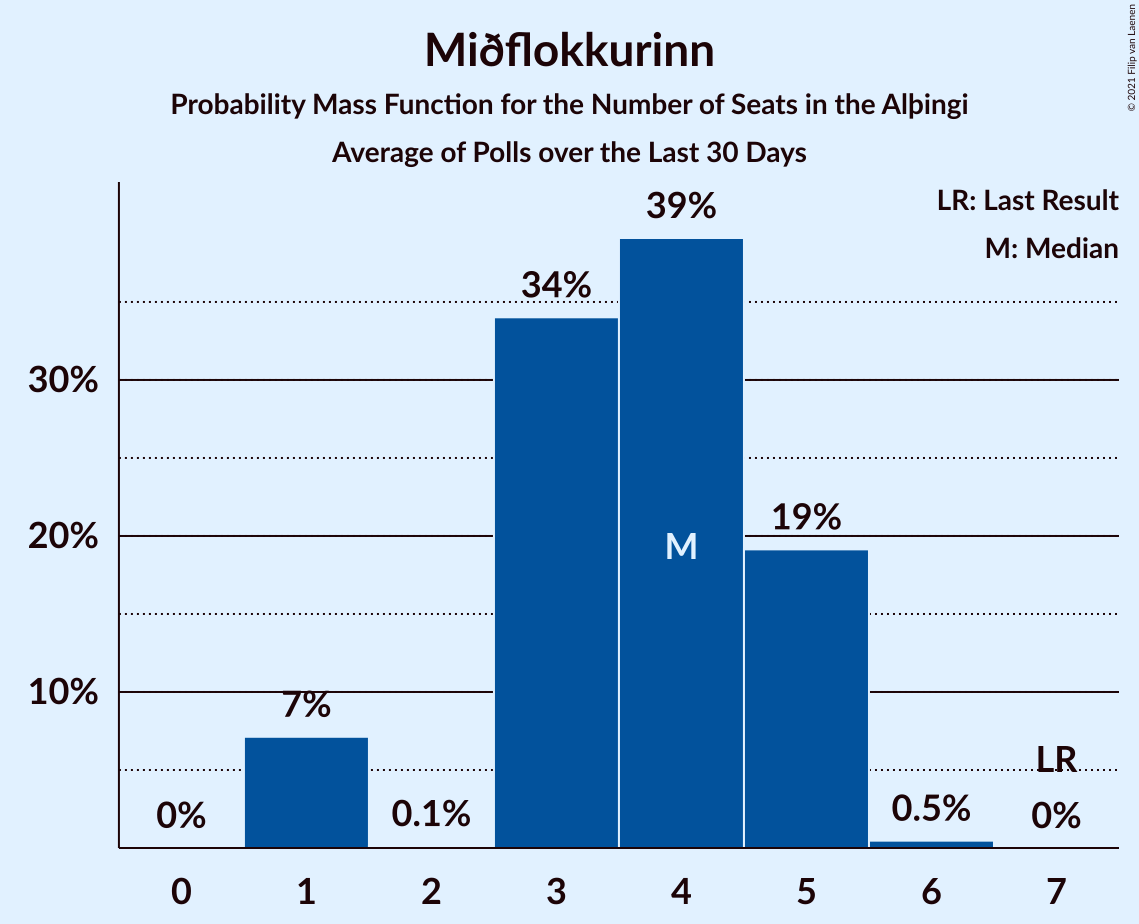 Miðflokkurinn
Probability Mass Function for the Number of Seats in the Alþingi
Average of Polls over the Last 30 Days
© 2021 Filip van Laenen
LR: Last Result
M: Median
39%
34%
30%
20%
19%
M
10%
7%
LR
0%
0.1%
0.5%
0%
0 1 2 3 4 5 6 7